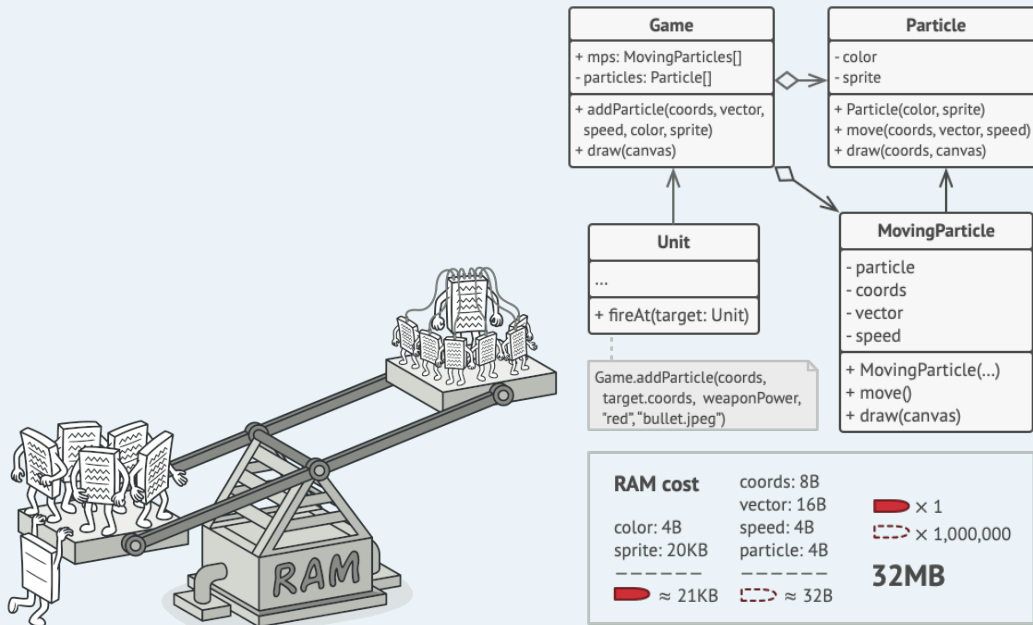 Game
+ mps: MovingParticles[]
- particles: Particle[]
+ addParticle(coords, vector,
speed, color, sprite)
+ draw(canvas)
Particle
- color
- sprite
+ Particle(color, sprite)
+ move(coords, vector, speed)
+ draw(coords, canvas)
Unit
...
+ fireAt(target: Unit)
MovingParticle
- particle
- coords
- vector
- speed
+ MovingParticle(...)
+ move()
+ draw(canvas)
Game.addParticle(coords,
target.coords, weaponPower,
"red",“bullet.jpeg”)
RAM
RAM cost
color: 4B
sprite: 20KB
≈ 21KB
coords: 8B
vector: 16B
speed: 4B
particle: 4B
≈ 32B
× 1
× 1,000,000
32MB